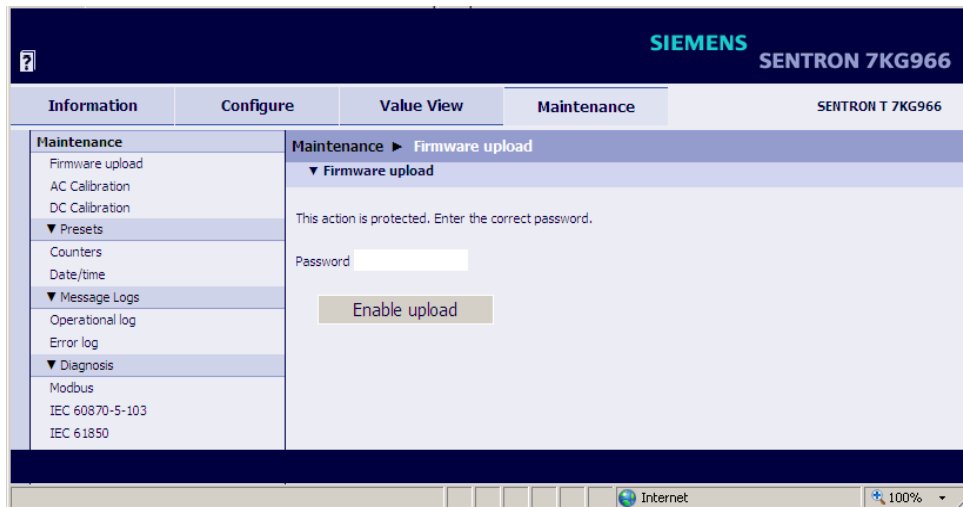 SIEMENS
SENTRON 7KG966
?
Information Configure Value View Maintenance SENTRON T 7KG966
Maintenance
Firmware upload
AC Calibration
DC Calibration
▼ Presets
Counters
Date/time
▼ Message Logs
Operational log
Error log
▼ Diagnosis
Modbus
IEC 60870-5-103
IEC 61850
Maintenance ► Firmware upload
▼ Firmware upload
This action is protected. Enter the correct password.
Password
Enable upload
Internet 100%